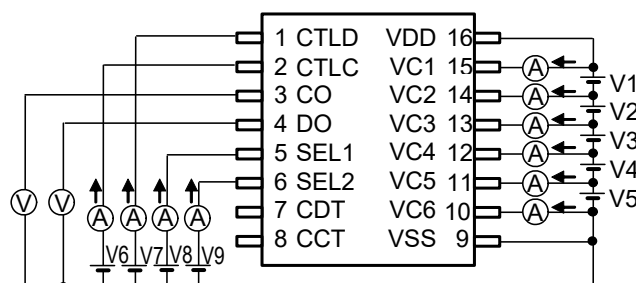 1 CTLD VDD 16
2 CTLC VC1 15 A
3 CO VC2 14 A V1
4 DO VC3 13 A V2
5 SEL1 VC4 12 A V3
6 SEL2 VC5 11 A V4
7 CDT VC6 10 A V5
8 CCT VSS 9
V V A A A A
V6 V7 V8 V9